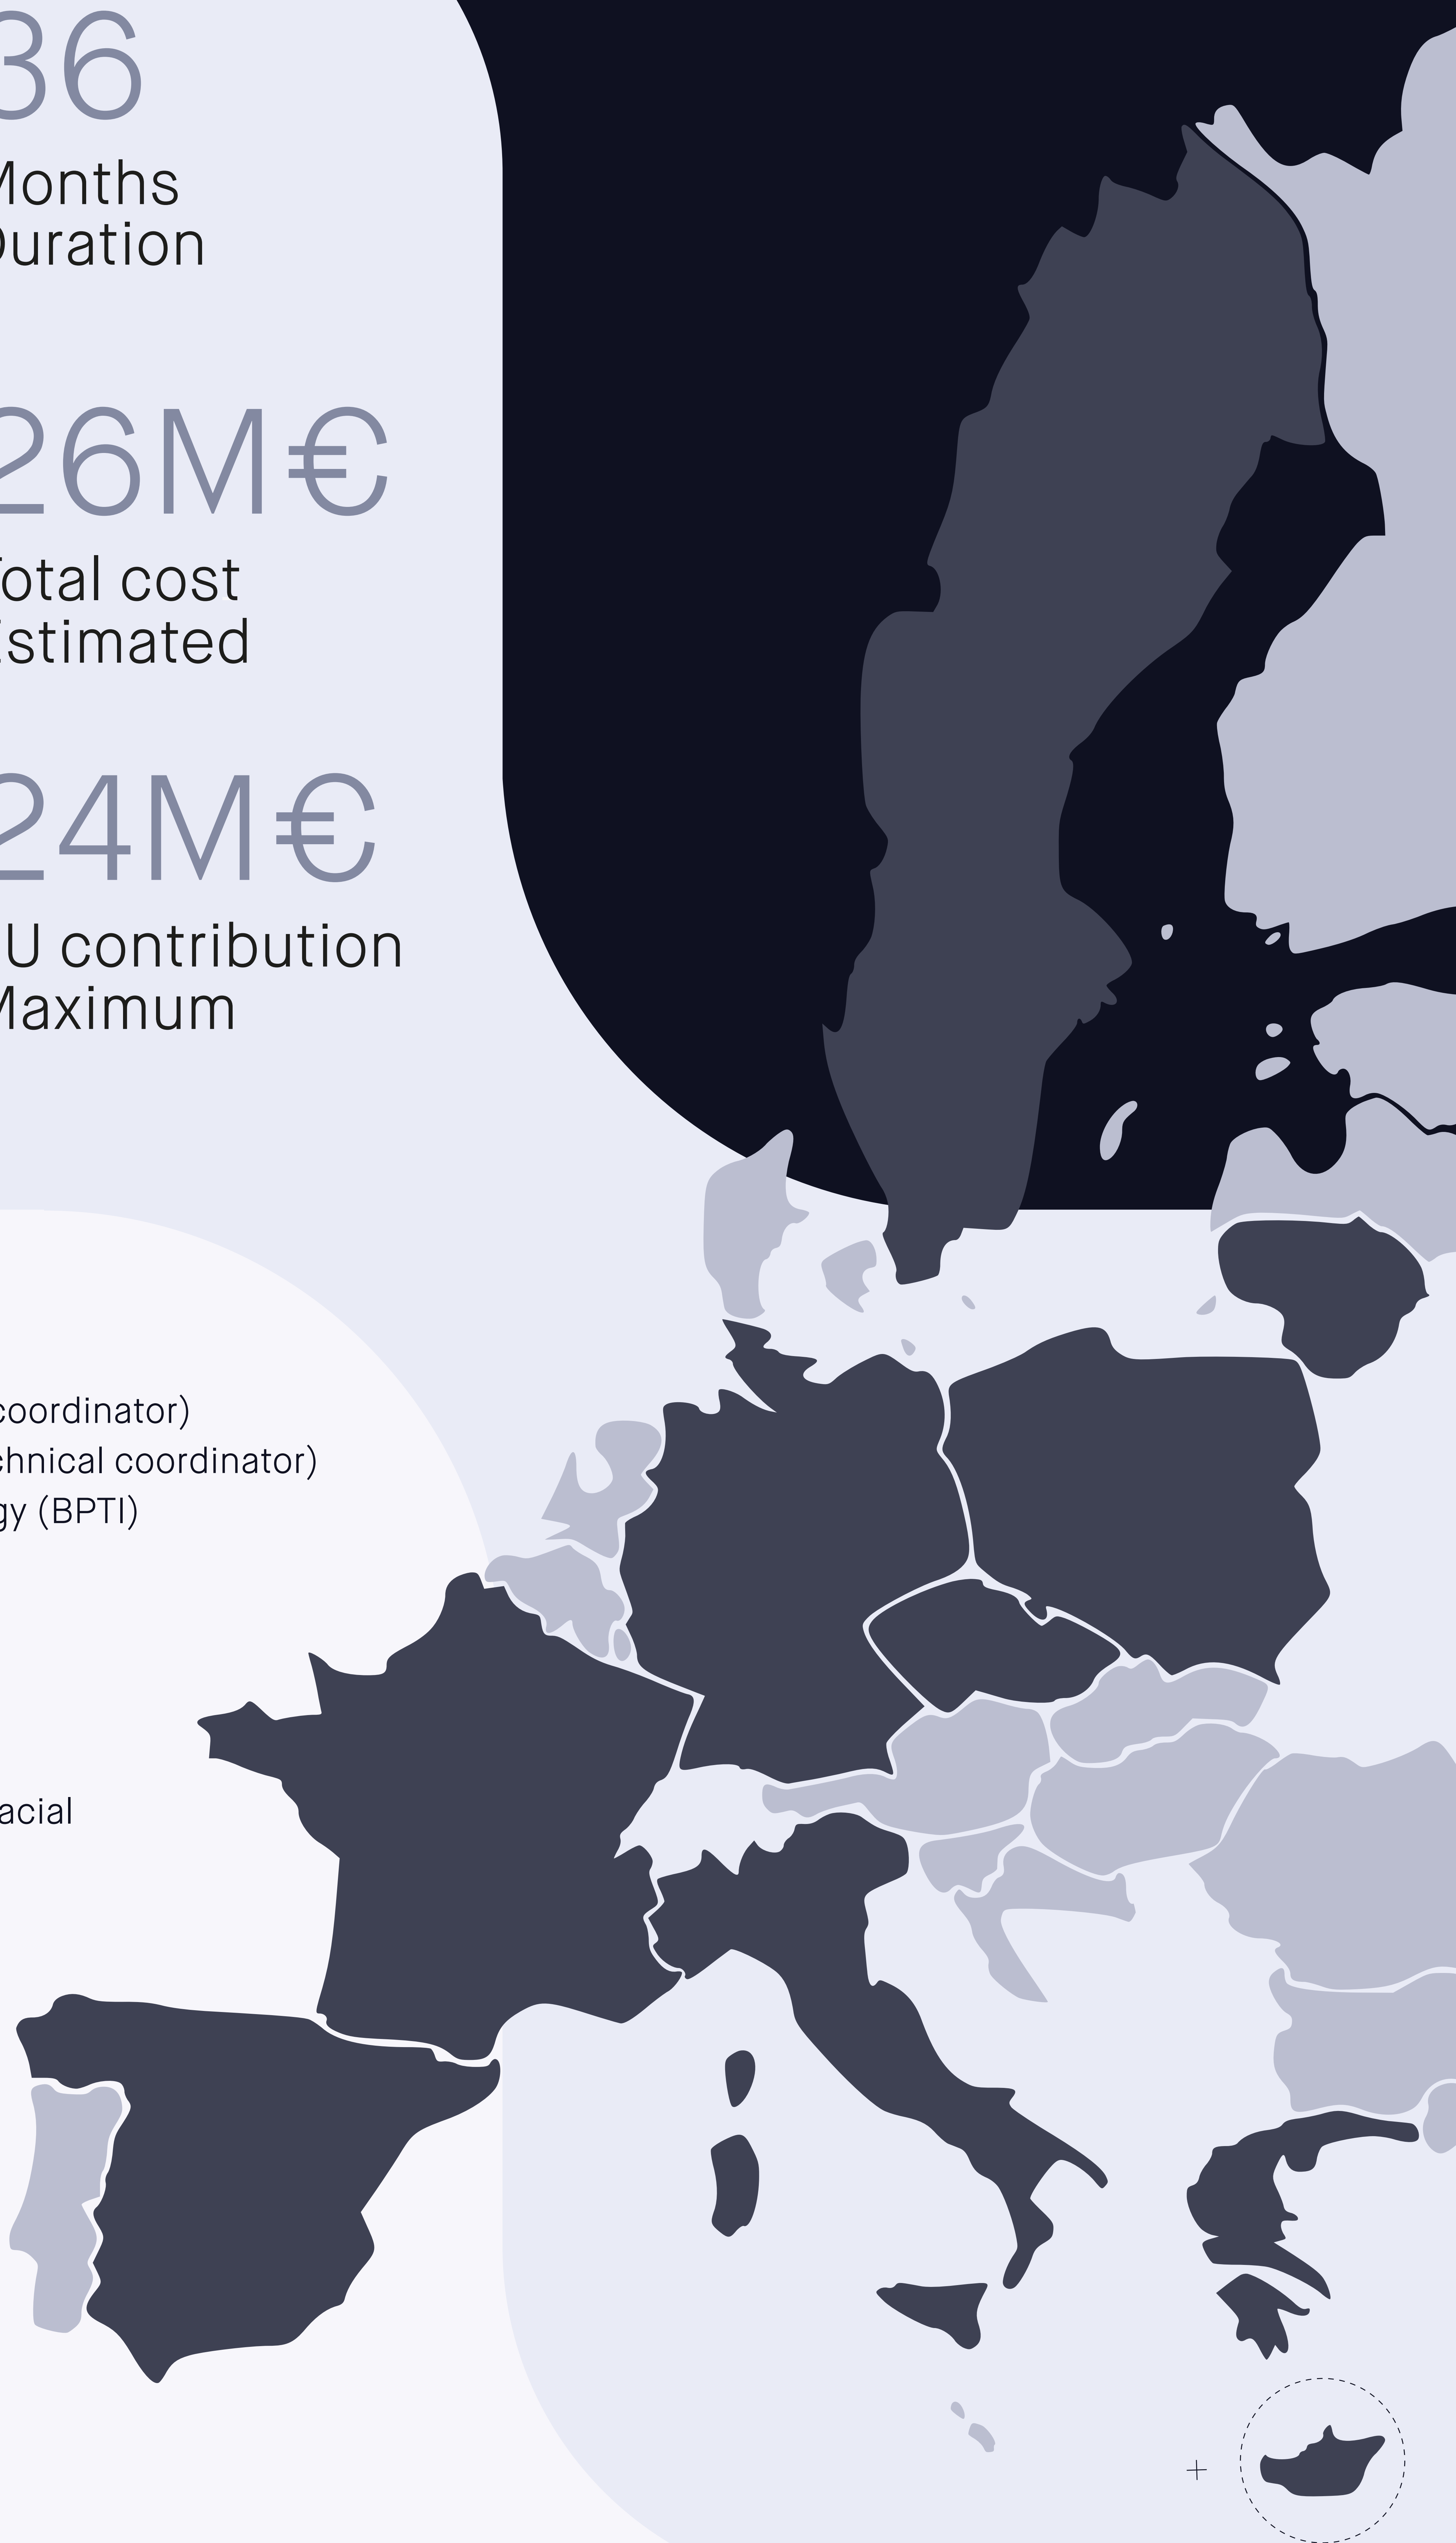 36
Months
Duration
26M€
Total cost
Estimated
24M€
EU contribution
Maximum
coordinator)
chnical coordinator)
gy (BPTI)
acial